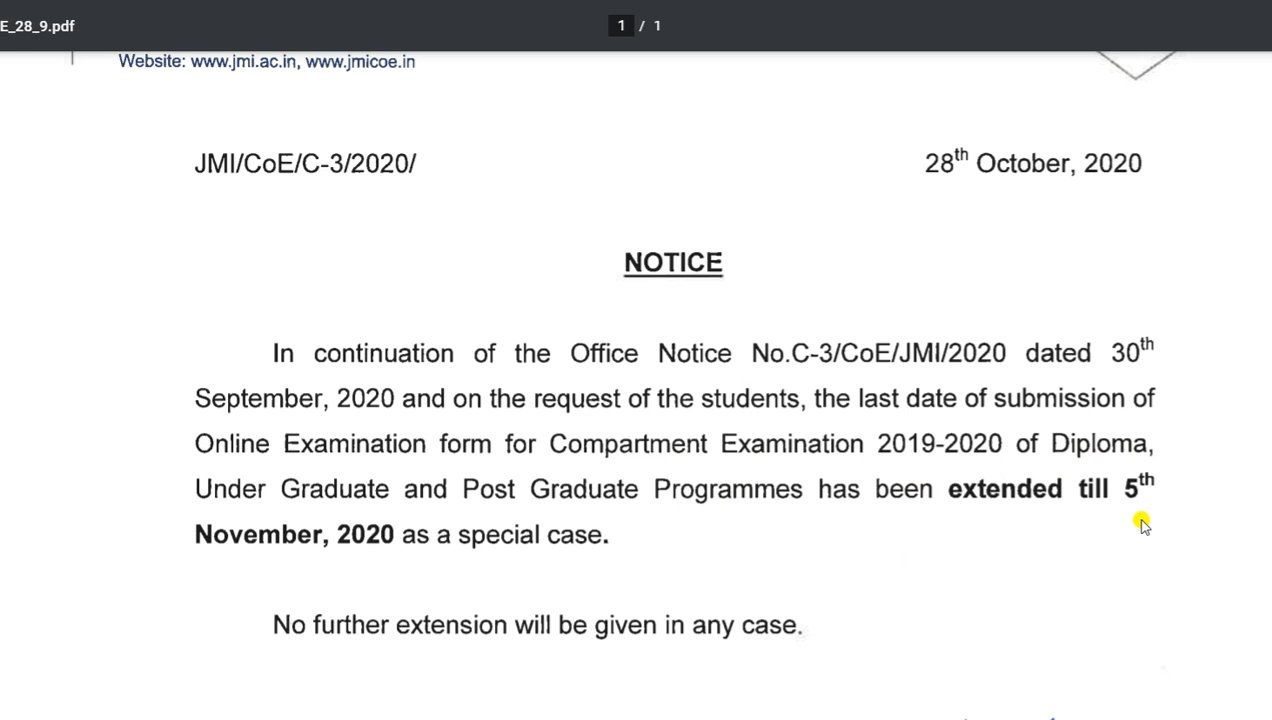 E_28_9.pdf
1 / 1
Website: www.jmi.ac.in, www.jmicoe.in
JMI/CoE/C-3/2020/ 28th October, 2020
NOTICE
In continuation of the Office Notice No.C-3/CoE/JMI/2020 dated 30th
September, 2020 and on the request of the students, the last date of submission of
Online Examination form for Compartment Examination 2019-2020 of Diploma,
Under Graduate and Post Graduate Programmes has been extended till 5th
November, 2020 as a special case.
No further extension will be given in any case.